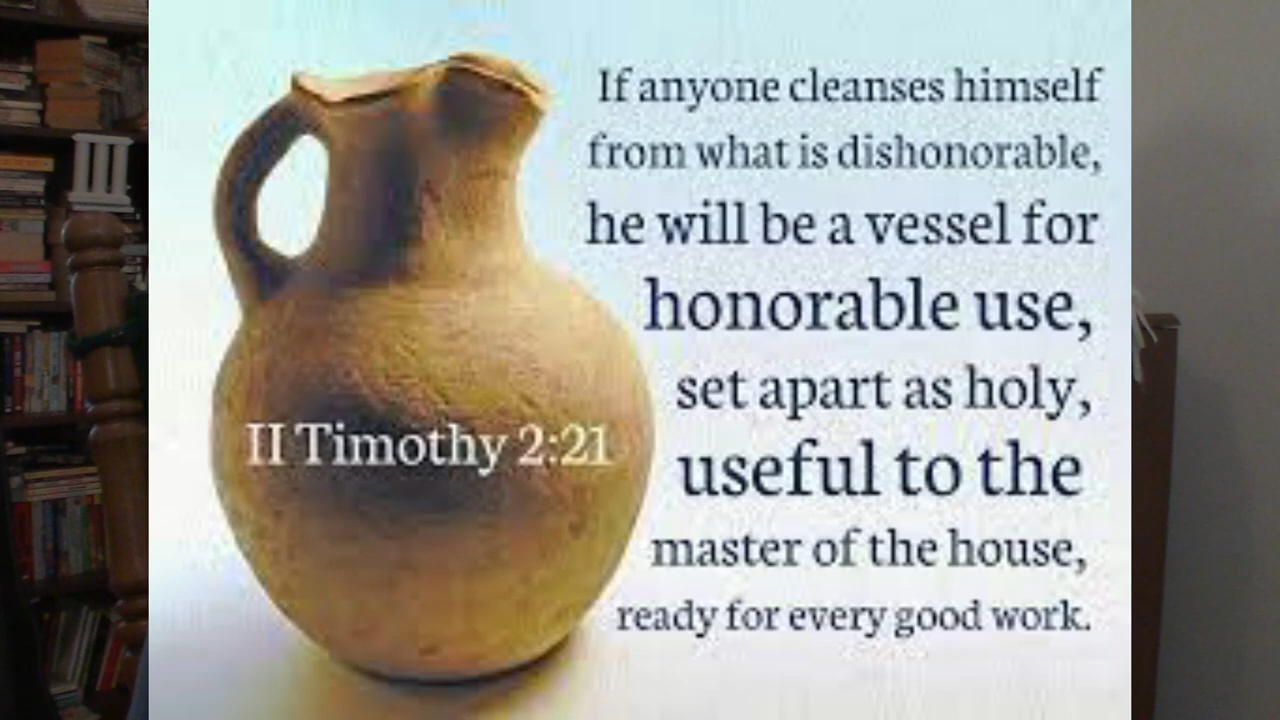 If anyone cleanses himself
from what is dishonorable,
he will be a vessel for
honorable use,
set apart as holy,
useful to the
master of the house,
ready for every good work.
II Timothy 2:21